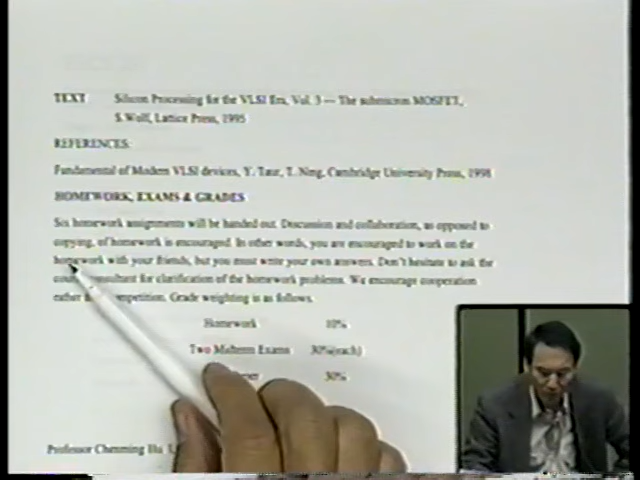 TEXT Silicon Processing for the VLSI Era, Vol. 3 — The submicron MOSFET,
S. Wolf, Lattice Press, 1995
REFERENCES:
Fundamental of Modern VLSI devices, Y. Taur, T. Ning, Cambridge University Press, 1998
HOMEWORK, EXAMS & GRADES
Six homework assignments will be handed out. Discussion and collaboration, as opposed to
copying, of homework is encouraged. In other words, you are encouraged to work on the
homework with your friends, but you must write your own answers. Don't hesitate to ask the
consultant for clarification of the homework problems. We encourage cooperation
rather competition. Grade weighting is as follows.
Homework 10%
Two Midterm Exams 30%(each)
30%
Professor Chenming Hu